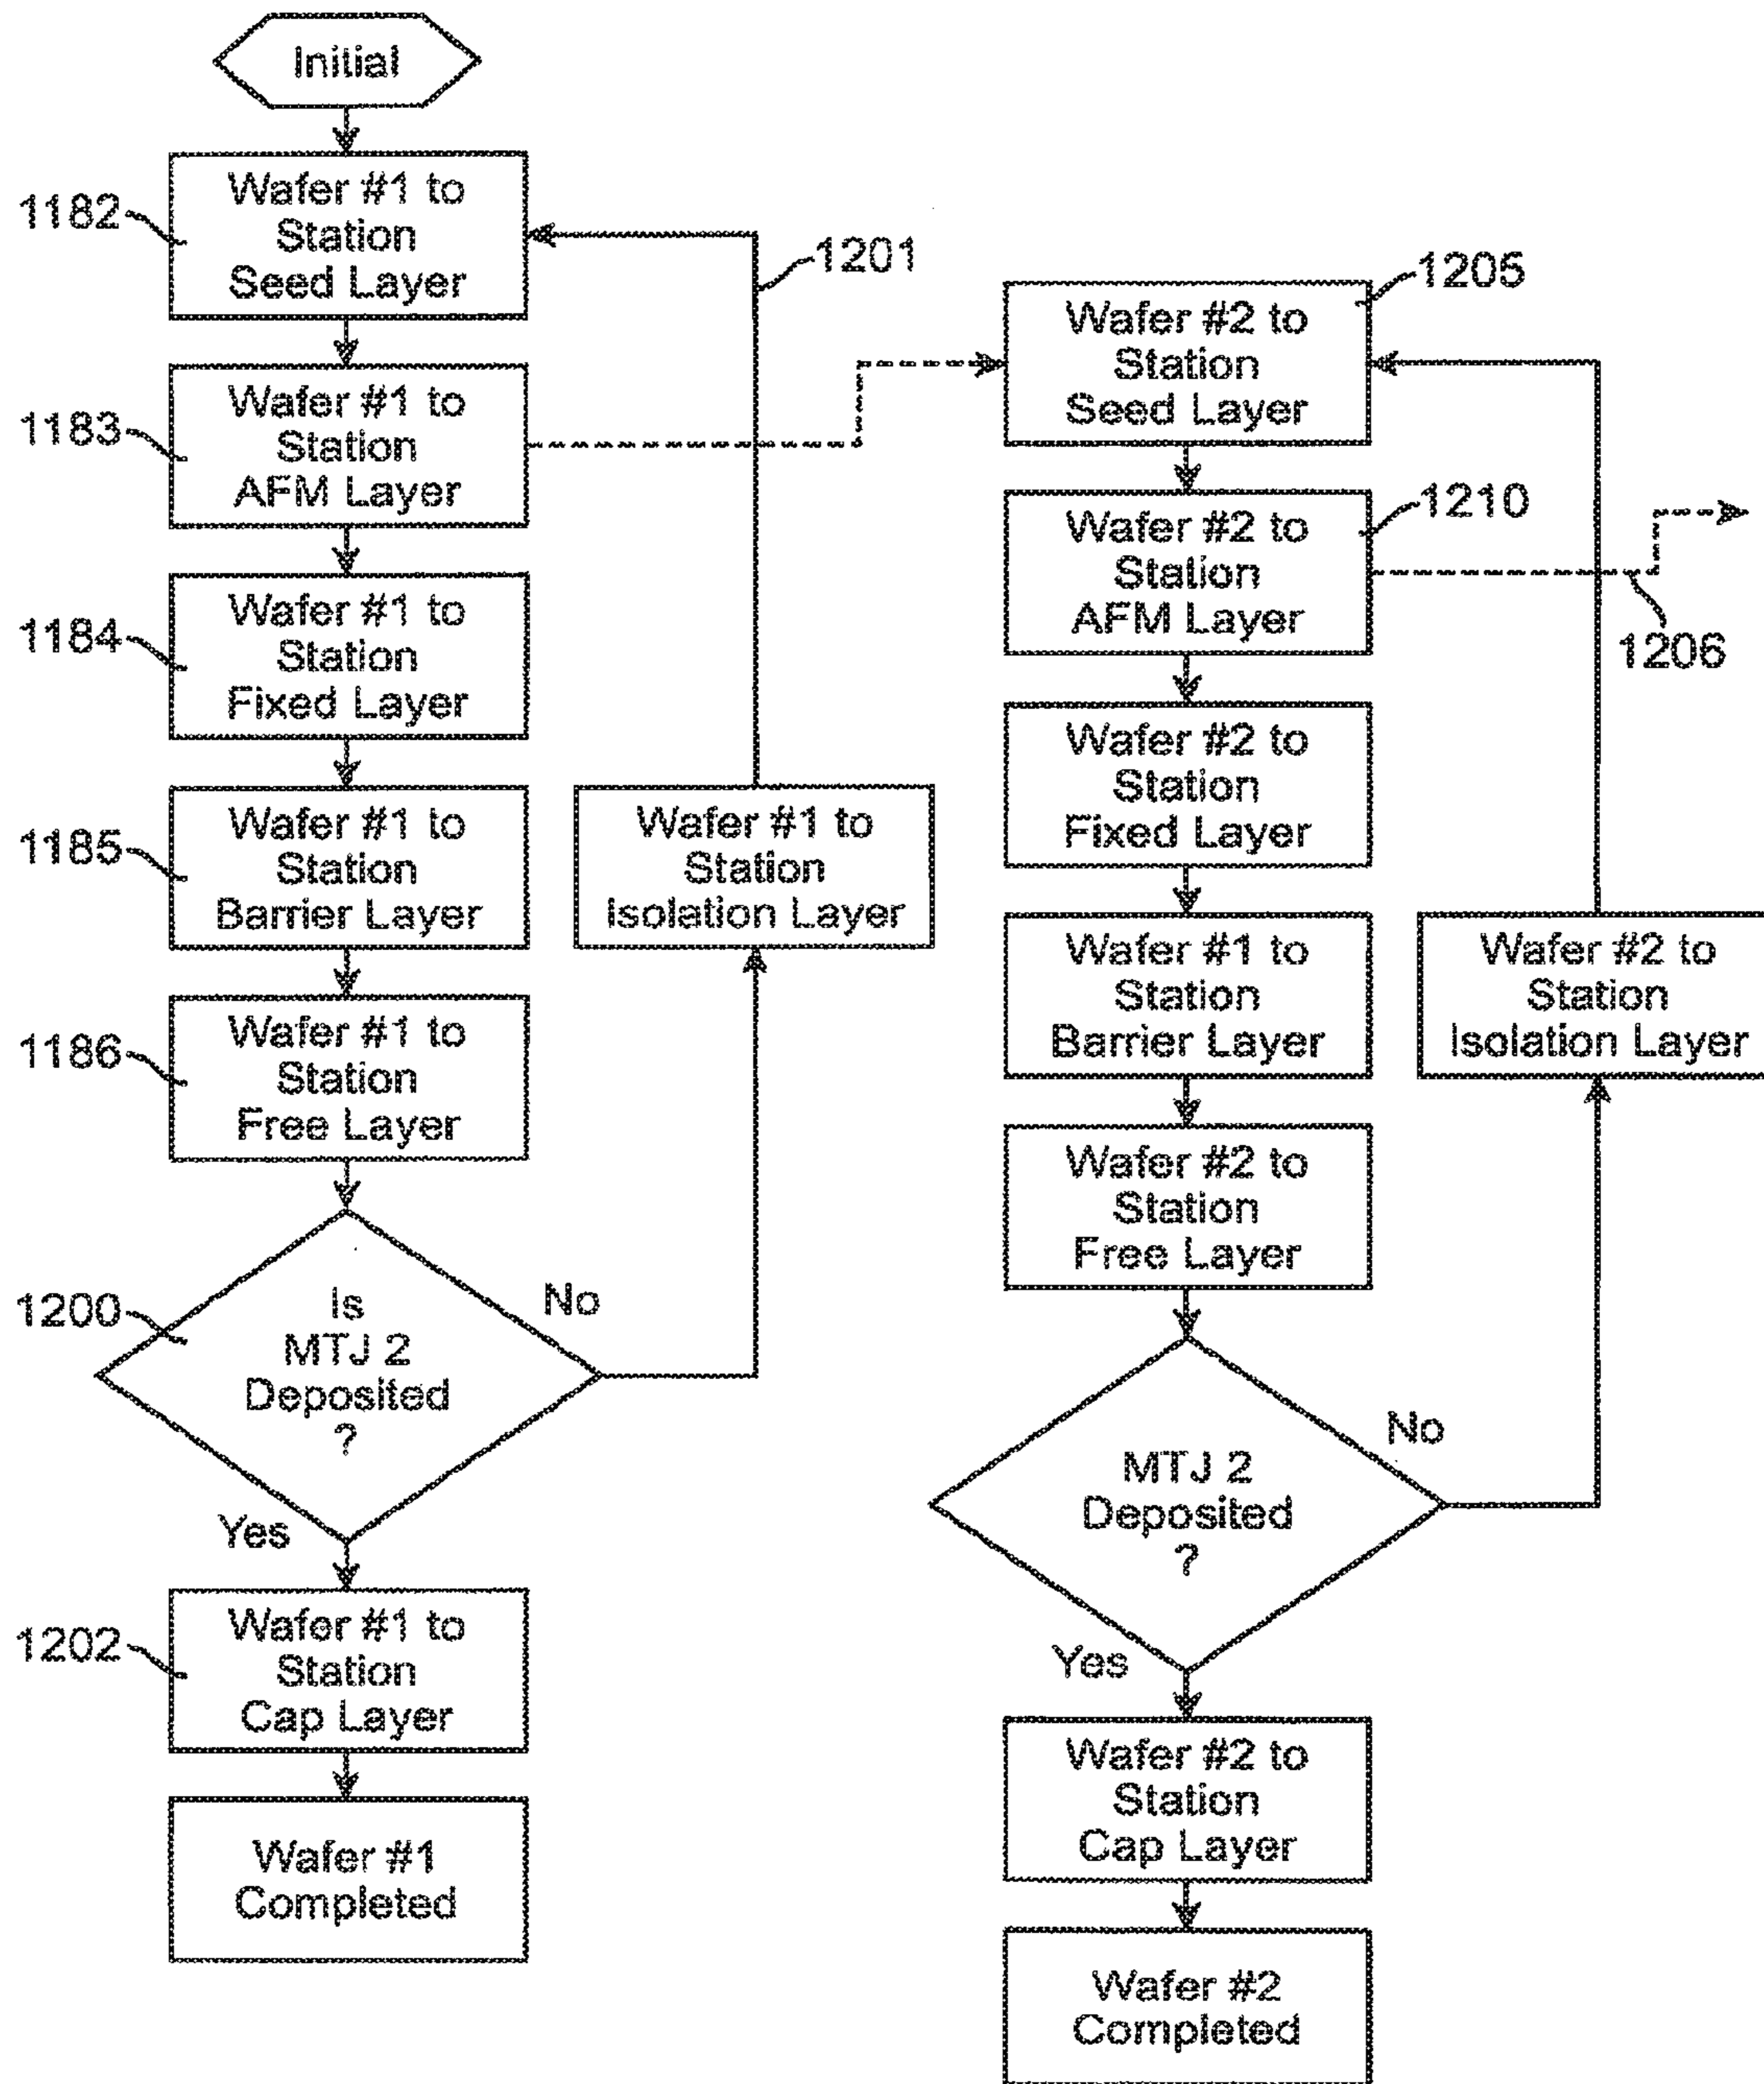 Initial
1182
Wafer #1 to
Station
Seed Layer
1183
Wafer #1 to
Station
AFM Layer
1184
Wafer #1 to
Station
Fixed Layer
1185
Wafer #1 to
Station
Barrier Layer
1186
Wafer #1 to
Station
Free Layer
1200
Is
MTJ 2
Deposited
?
No
Yes
1202
Wafer #1 to
Station
Cap Layer
Wafer #1
Completed
1201
Wafer #1 to
Station
Isolation Layer
1205
Wafer #2 to
Station
Seed Layer
1210
Wafer #2 to
Station
AFM Layer
1206
Wafer #2 to
Station
Fixed Layer
Wafer #1 to
Station
Barrier Layer
Wafer #2 to
Station
Free Layer
MTJ 2
Deposited
?
No
Yes
Wafer #2 to
Station
Isolation Layer
Wafer #2 to
Station
Cap Layer
Wafer #2
Completed